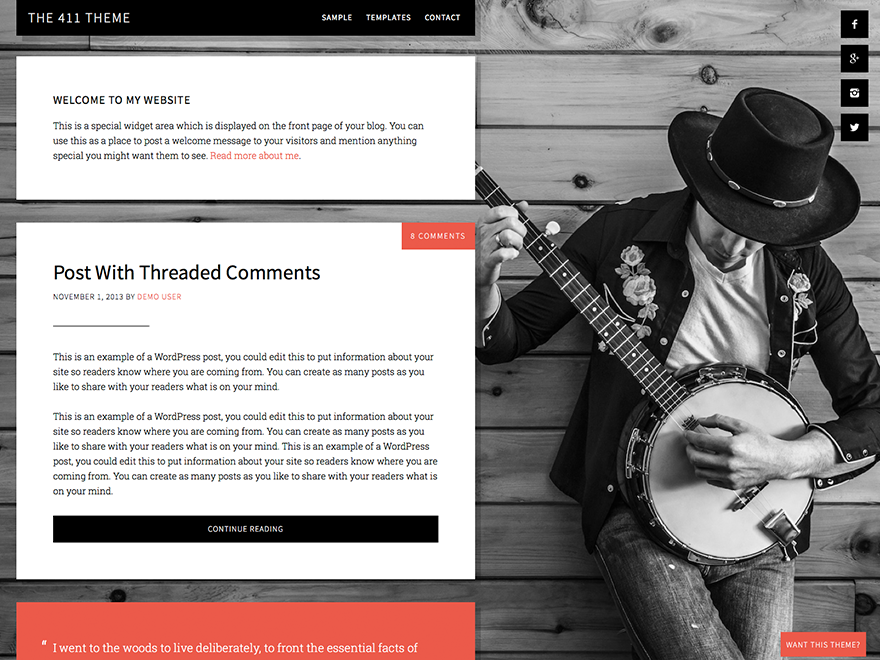 THE 411 THEME
SAMPLE TEMPLATES CONTACT
WELCOME TO MY WEBSITE
This is a special widget area which is displayed on the front page of your blog. You can
use this as a place to post a welcome message to your visitors and mention anything
special you might want them to see. Read more about me.
8 COMMENTS
Post With Threaded Comments
NOVEMBER 1, 2013 BY DEMO USER
This is an example of a WordPress post, you could edit this to put information about your
site so readers know where you are coming from. You can create as many posts as you
like to share with your readers what is on your mind.
This is an example of a WordPress post, you could edit this to put information about your
site so readers know where you are coming from. You can create as many posts as you
like to share with your readers what is on your mind. This is an example of a WordPress
post, you could edit this to put information about your site so readers know where you are
coming from. You can create as many posts as you like to share with your readers what is
on your mind.
CONTINUE READING
“ I went to the woods to live deliberately, to front the essential facts of
WANT THIS THEME?